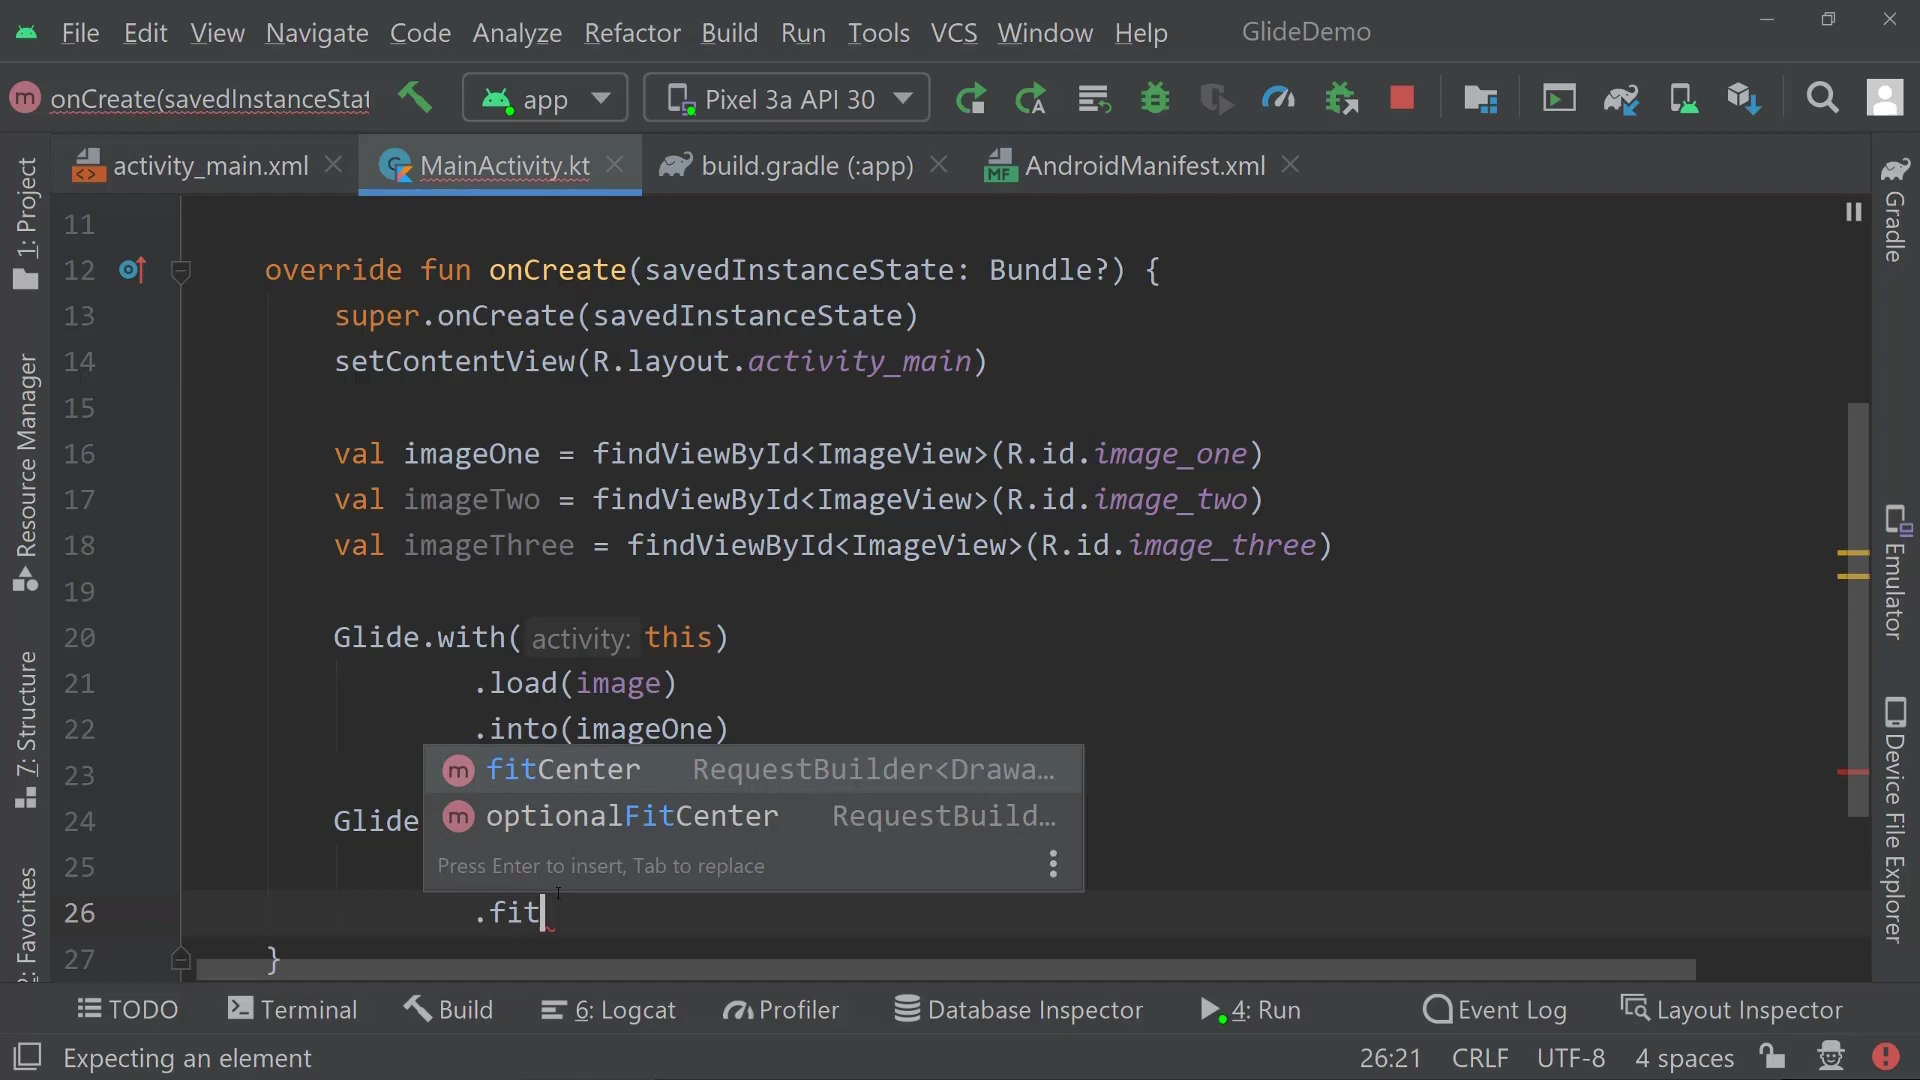 File Edit View Navigate Code Analyze Refactor Build Run Tools VCS Window Help GlideDemo
m onCreate(savedInstanceStat app Pixel 3a API 30
activity_main.xml MainActivity.kt build.gradle (:app) AndroidManifest.xml
1: Project
Resource Manager
7: Structure
2: Favorites
11
12 override fun onCreate(savedInstanceState: Bundle?) {
13 super.onCreate(savedInstanceState)
14 setContentView(R.layout.activity_main)
15
16 val imageOne = findViewById<ImageView>(R.id.image_one)
17 val imageTwo = findViewById<ImageView>(R.id.image_two)
18 val imageThree = findViewById<ImageView>(R.id.image_three)
19
20 Glide.with( activity: this)
21 .load(image)
22 .into(imageOne)
23
24 Glide
25
26 .fit
27 }
m fitCenter RequestBuilder<Drawa...
m optionalFitCenter RequestBuild...
Press Enter to insert, Tab to replace
Gradle
Emulator
Device File Explorer
TODO Terminal Build 6: Logcat Profiler Database Inspector 4: Run Event Log Layout Inspector
Expecting an element 26:21 CRLF UTF-8 4 spaces